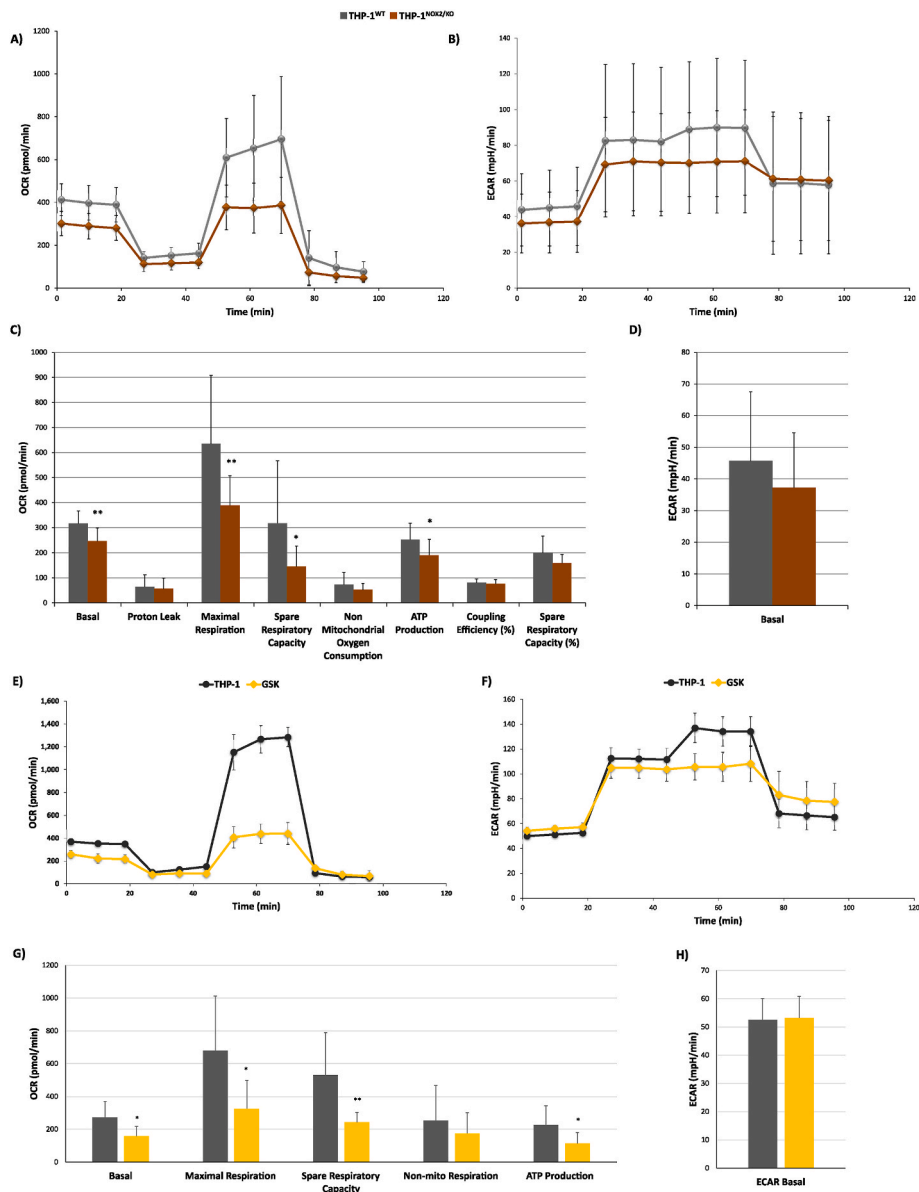 THP-1WT THP-1NOX2/KO
A)
1200
1000
800
600
400
200
0
OCR (pmol/min)
0 20 40 60 80 100 120
Time (min)
B)
140
120
100
80
60
40
20
0
ECAR (mpH/min)
0 20 40 60 80 100 120
Time (min)
C)
1000
900
800
700
600
500
400
300
200
100
0
OCR (pmol/min)
** ** * *
Basal Proton Leak Maximal Respiration Spare Respiratory Capacity Non Mitochondrial Oxygen Consumption ATP Production Coupling Efficiency (%) Spare Respiratory Capacity (%)
D)
80
70
60
50
40
30
20
10
0
ECAR (mpH/min)
Basal
E)
THP-1 GSK
1,600
1,400
1,200
1,000
800
600
400
200
0
OCR (pmol/min)
0 20 40 60 80 100 120
Time (min)
F)
THP-1 GSK
160
140
120
100
80
60
40
20
0
ECAR (mpH/min)
0 20 40 60 80 100 120
Time (min)
G)
1200
1000
800
600
400
200
0
OCR (pmol/min)
* * ** *
Basal Maximal Respiration Spare Respiratory Capacity Non-mito Respiration ATP Production
H)
70
60
50
40
30
20
10
0
ECAR (mpH/min)
ECAR Basal